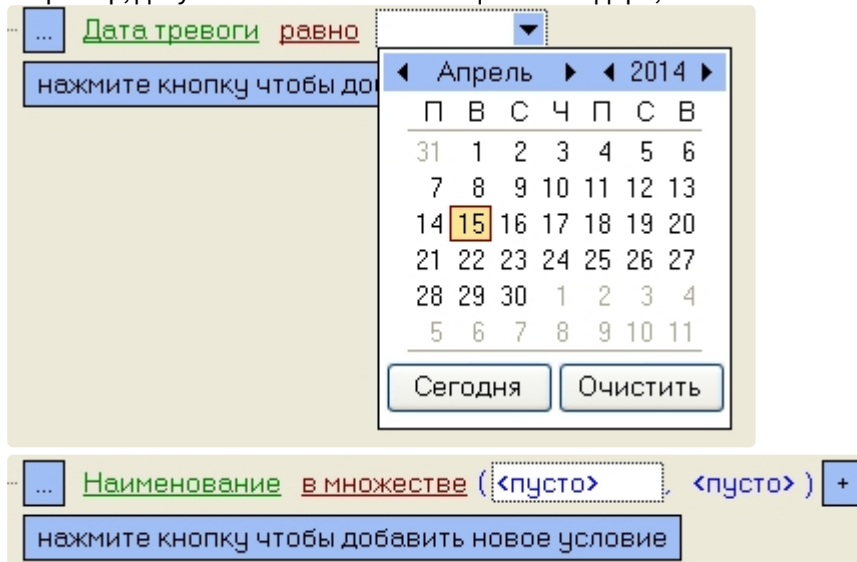 ... Дата тревоги равно
нажмите кнопку чтобы
Апрель 2014
П В С Ч П С В
31 1 2 3 4 5 6
7 8 9 10 11 12 13
14 15 16 17 18 19 20
21 22 23 24 25 26 27
28 29 30 1 2 3 4
5 6 7 8 9 10 11
Сегодня Очистить
... Наименование в множестве ( <пусто> , <пусто> ) +
нажмите кнопку чтобы добавить новое условие